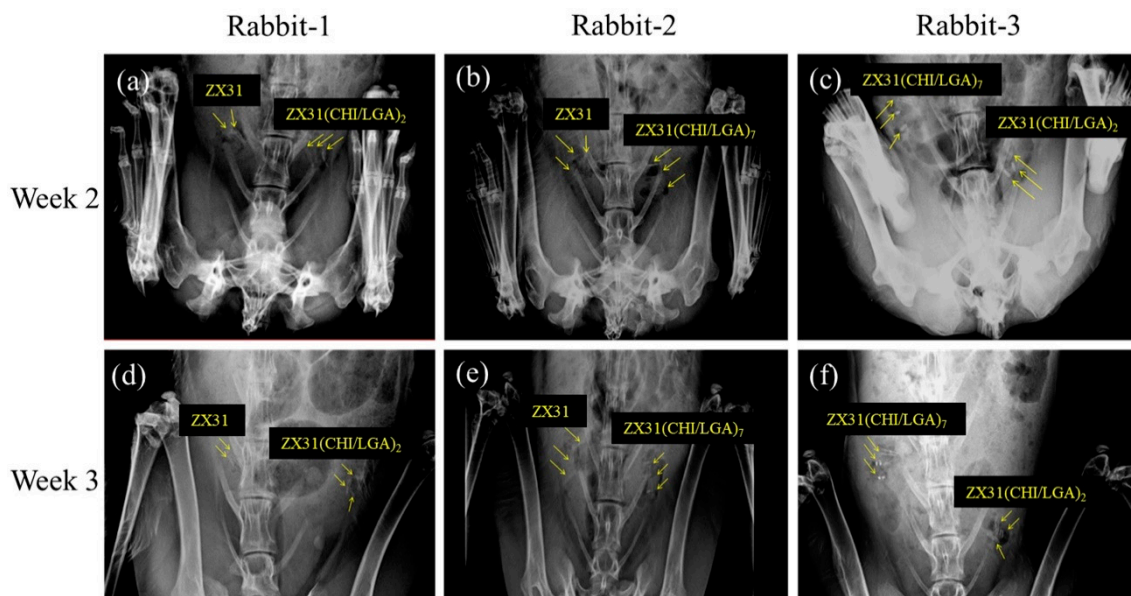 Rabbit-1 Rabbit-2 Rabbit-3
Week 2
(a) ZX31 ZX31(CHI/LGA)₂
(b) ZX31 ZX31(CHI/LGA)₇
(c) ZX31(CHI/LGA)₇ ZX31(CHI/LGA)₂
Week 3
(d) ZX31 ZX31(CHI/LGA)₂
(e) ZX31 ZX31(CHI/LGA)₇
(f) ZX31(CHI/LGA)₇ ZX31(CHI/LGA)₂